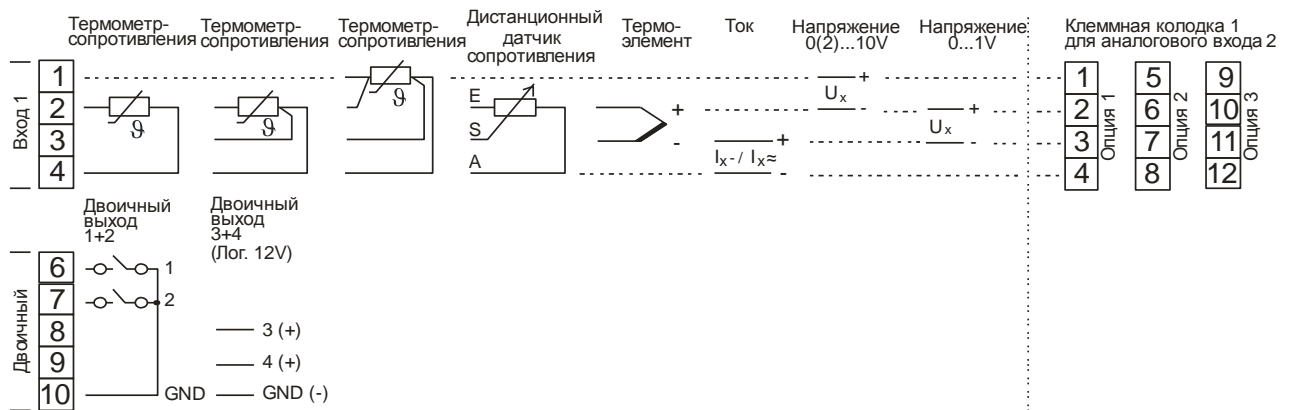 Термометр-
сопротивления
Термометр-
сопротивления
Термометр-
сопротивления
Дистанционный
датчик
сопротивления
Термо-
элемент
Ток
Напряжение
0(2)...10V
Напряжение
0...1V
Клеммная колодка 1
для аналогового входа 2
Вход 1
1
2
3
4
ϑ
ϑ
ϑ
E
S
A
+
-
Ix- / Ix≈
+
-
+
Ux
-
+
Ux
-
1
2
3
4
Опция 1
5
6
7
8
Опция 2
9
10
11
12
Опция 3
Двоичный
выход
1+2
Двоичный
выход
3+4
(Лог. 12V)
Двоичный
6
7
8
9
10
1
2
GND
3 (+)
4 (+)
GND (-)